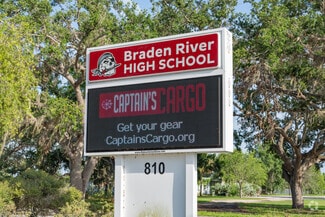 Braden River
HIGH SCHOOL
CAPTAIN'S CARGO
Get your gear
CaptainsCargo.org
810